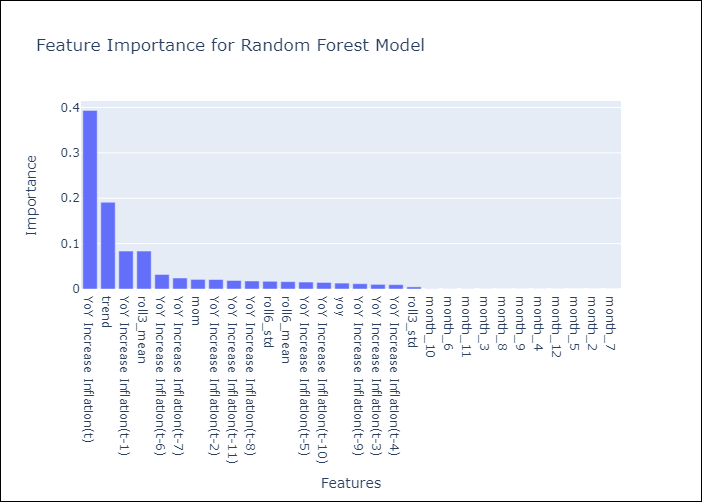 Feature Importance for Random Forest Model
Importance
0.4
0.3
0.2
0.1
0
YoY Increase Inflation(t)
trend
YoY Increase Inflation(t-1)
roll3_mean
YoY Increase Inflation(t-6)
YoY Increase Inflation(t-7)
mom
YoY Increase Inflation(t-2)
YoY Increase Inflation(t-11)
YoY Increase Inflation(t-8)
roll6_std
roll6_mean
YoY Increase Inflation(t-5)
YoY Increase Inflation(t-10)
yoy
YoY Increase Inflation(t-9)
YoY Increase Inflation(t-3)
YoY Increase Inflation(t-4)
roll3_std
month_10
month_6
month_11
month_3
month_8
month_9
month_4
month_12
month_5
month_2
month_7
Features